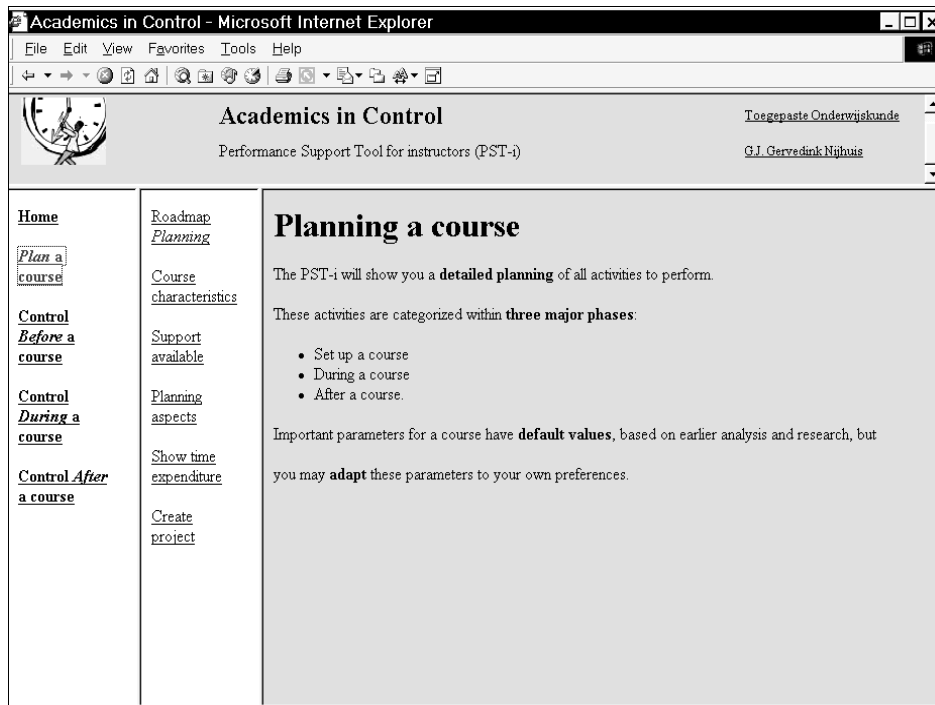 Academics in Control - Microsoft Internet Explorer
File Edit View Favorites Tools Help
Academics in Control
Performance Support Tool for instructors (PST-i)
Toegepaste Onderwijskunde
G.J. Gervedink Nijhuis
Home
Plan a
course
Control
Before a
course
Control
During a
course
Control After
a course
Roadmap
Planning
Course
characteristics
Support
available
Planning
aspects
Show time
expenditure
Create
project
Planning a course
The PST-i will show you a detailed planning of all activities to perform.
These activities are categorized within three major phases:
• Set up a course
• During a course
• After a course.
Important parameters for a course have default values, based on earlier analysis and research, but
you may adapt these parameters to your own preferences.